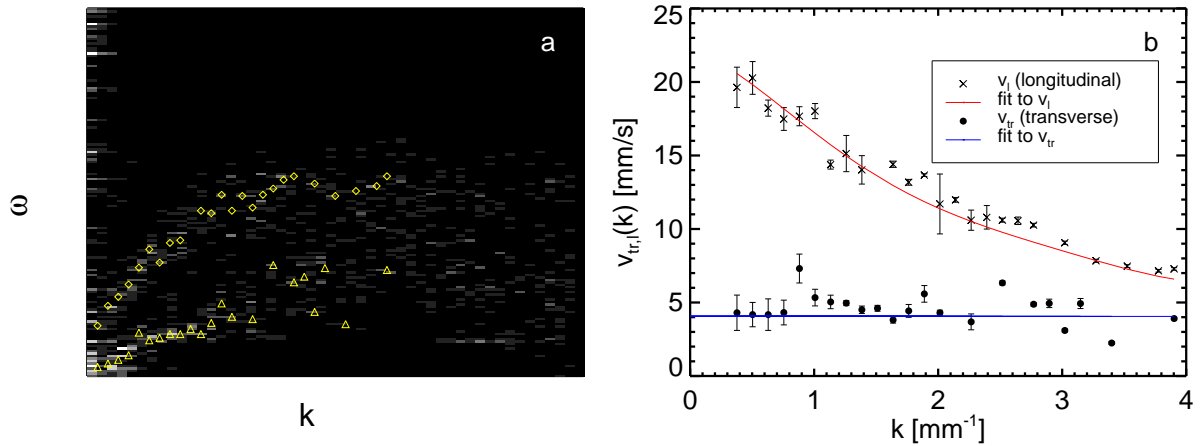 a
ω
k
b
v_l (longitudinal)
fit to v_l
v_tr (transverse)
fit to v_tr
v_tr,l(k) [mm/s]
25
20
15
10
5
0
0 1 2 3 4
k [mm^-1]